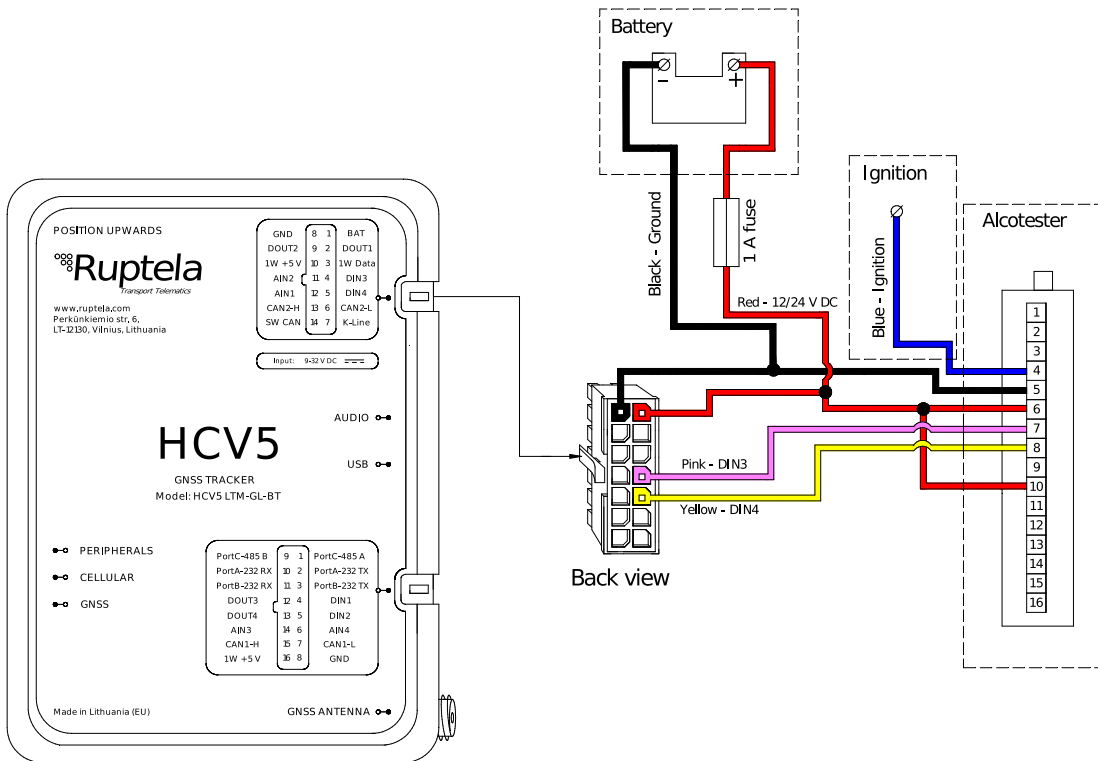 Battery
-
+
Black - Ground
1 A fuse
Red - 12/24 V DC
Ignition
Blue - Ignition
Alcotester
1
2
3
4
5
6
7
8
9
10
11
12
13
14
15
16
Pink - DIN3
Yellow - DIN4
Back view
POSITION UPWARDS
Ruptela
Transport Telematics
www.ruptela.com
Perkūnkiemio str, 6,
LT-12130, Vilnius, Lithuania
GND 8 1 BAT
DOUT2 9 2 DOUT1
1W +5 V 10 3 1W Data
AIN2 11 4 DIN3
AIN1 12 5 DIN4
CAN2-H 13 6 CAN2-L
SW CAN 14 7 K-Line
Input: 9-32 V DC
AUDIO
USB
HCV5
GNSS TRACKER
Model: HCV5 LTM-GL-BT
PERIPHERALS
CELLULAR
GNSS
PortC-485 B 9 1 PortC-485 A
PortA-232 RX 10 2 PortA-232 TX
PortB-232 RX 11 3 PortB-232 TX
DOUT3 12 4 DIN1
DOUT4 13 5 DIN2
AIN3 14 6 AIN4
CAN1-H 15 7 CAN1-L
1W +5 V 16 8 GND
Made in Lithuania (EU)
GNSS ANTENNA